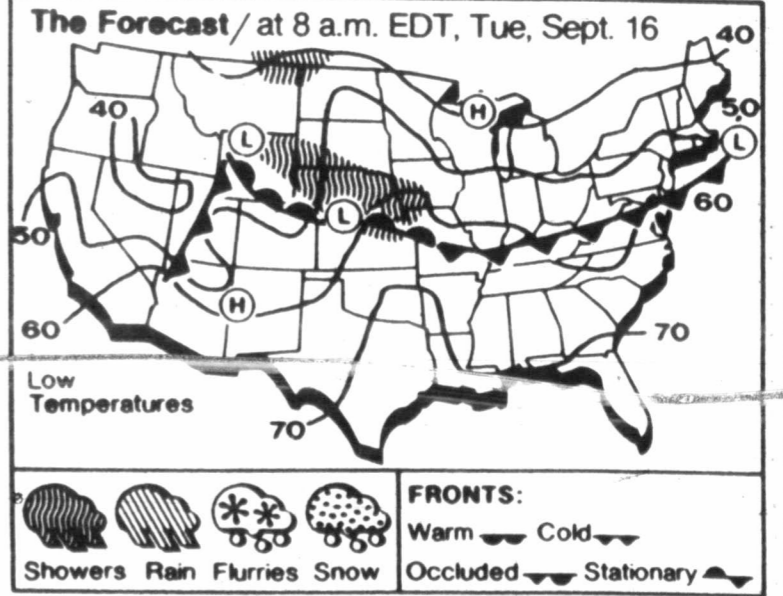 The Forecast / at 8 a.m. EDT, Tue, Sept. 16
40
40
H
50
L
L
60
L
50
H
60
70
Low
Temperatures
70
FRONTS:
Warm Cold
Showers Rain Flurries Snow
Occluded Stationary